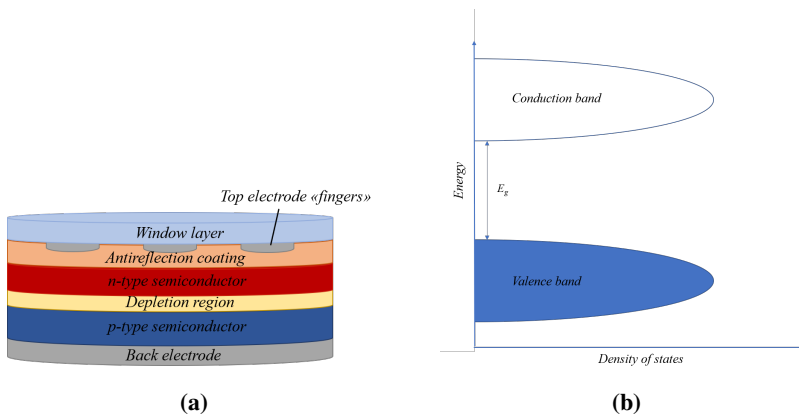 Top electrode «fingers»
Window layer
Antireflection coating
n-type semiconductor
Depletion region
p-type semiconductor
Back electrode
(a)
Conduction band
Energy
E_g
Valence band
Density of states
(b)